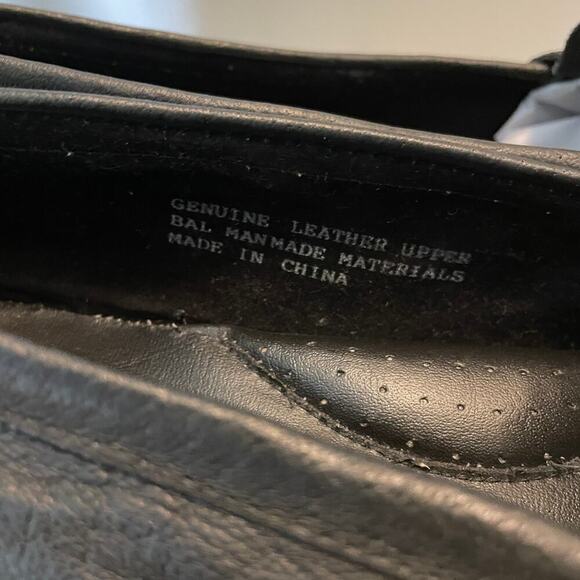 GENUINE LEATHER UPPER
BAL MANMADE MATERIALS
MADE IN CHINA